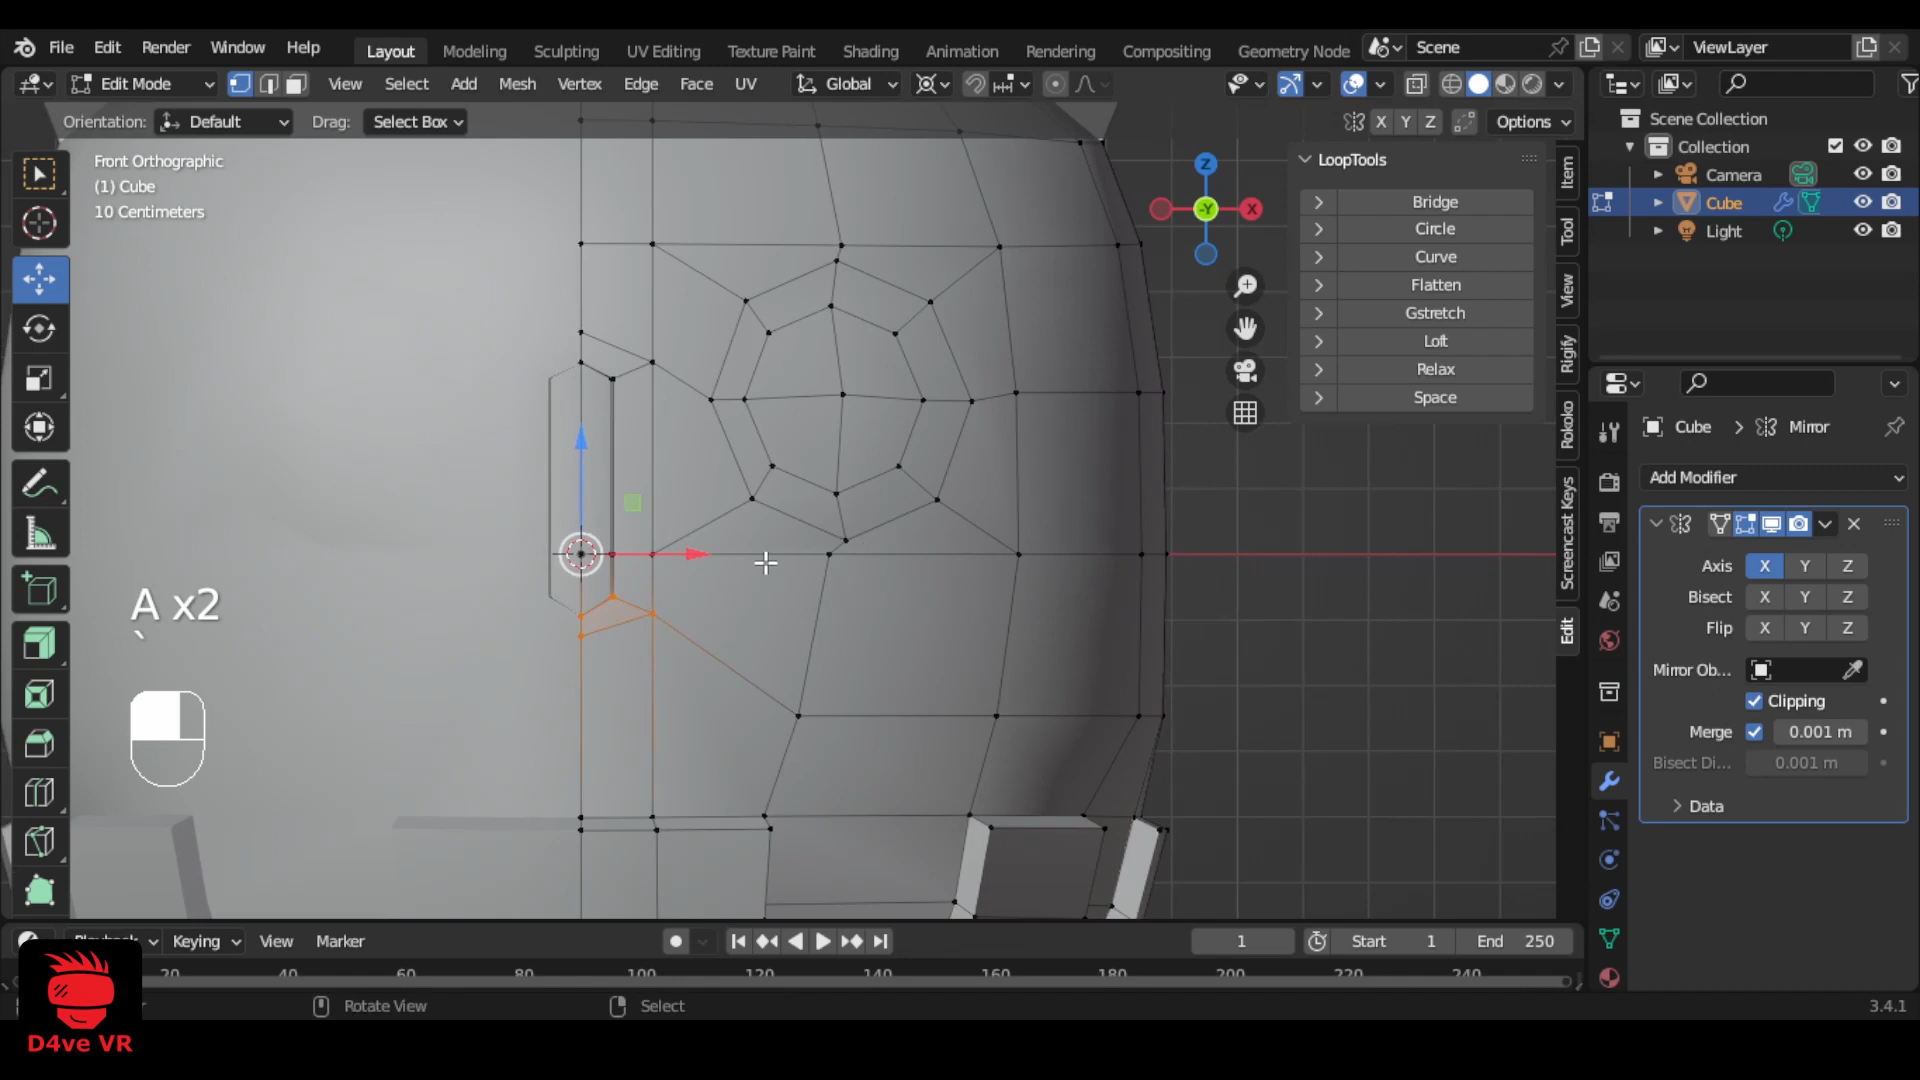 File Edit Render Window Help Layout Modeling Sculpting UV Editing Texture Paint Shading Animation Rendering Compositing Geometry Node Scene ViewLayer
Edit Mode View Select Add Mesh Vertex Edge Face UV Global
Orientation: Default Drag: Select Box X Y Z Options
Front Orthographic
(1) Cube
10 Centimeters
Z
-Y
X
LoopTools
Bridge
Circle
Curve
Flatten
Gstretch
Loft
Relax
Space
Item
Tool
View
Rigify
Rokoko
Screencast Keys
Edit
Scene Collection
Collection
Camera
Cube
Light
Cube > Mirror
Add Modifier
Axis X Y Z
Bisect X Y Z
Flip X Y Z
Mirror Ob...
Clipping
Merge 0.001 m
Bisect Di... 0.001 m
Data
A x2
`
Playback Keying View Marker 1 Start 1 End 250
20 40 60 80 100 120 140 160 180 200 220 240
Rotate View Select 3.4.1
D4ve VR